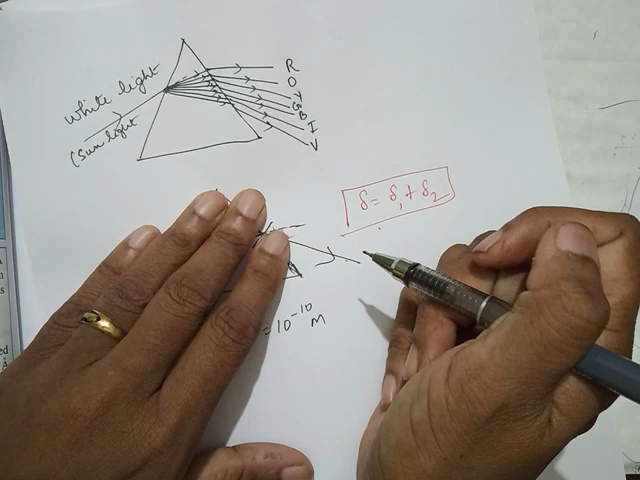 white light
(Sun light
R
O
Y
G
B
I
V
δ = δ₁ + δ₂
= 10⁻¹⁰ M